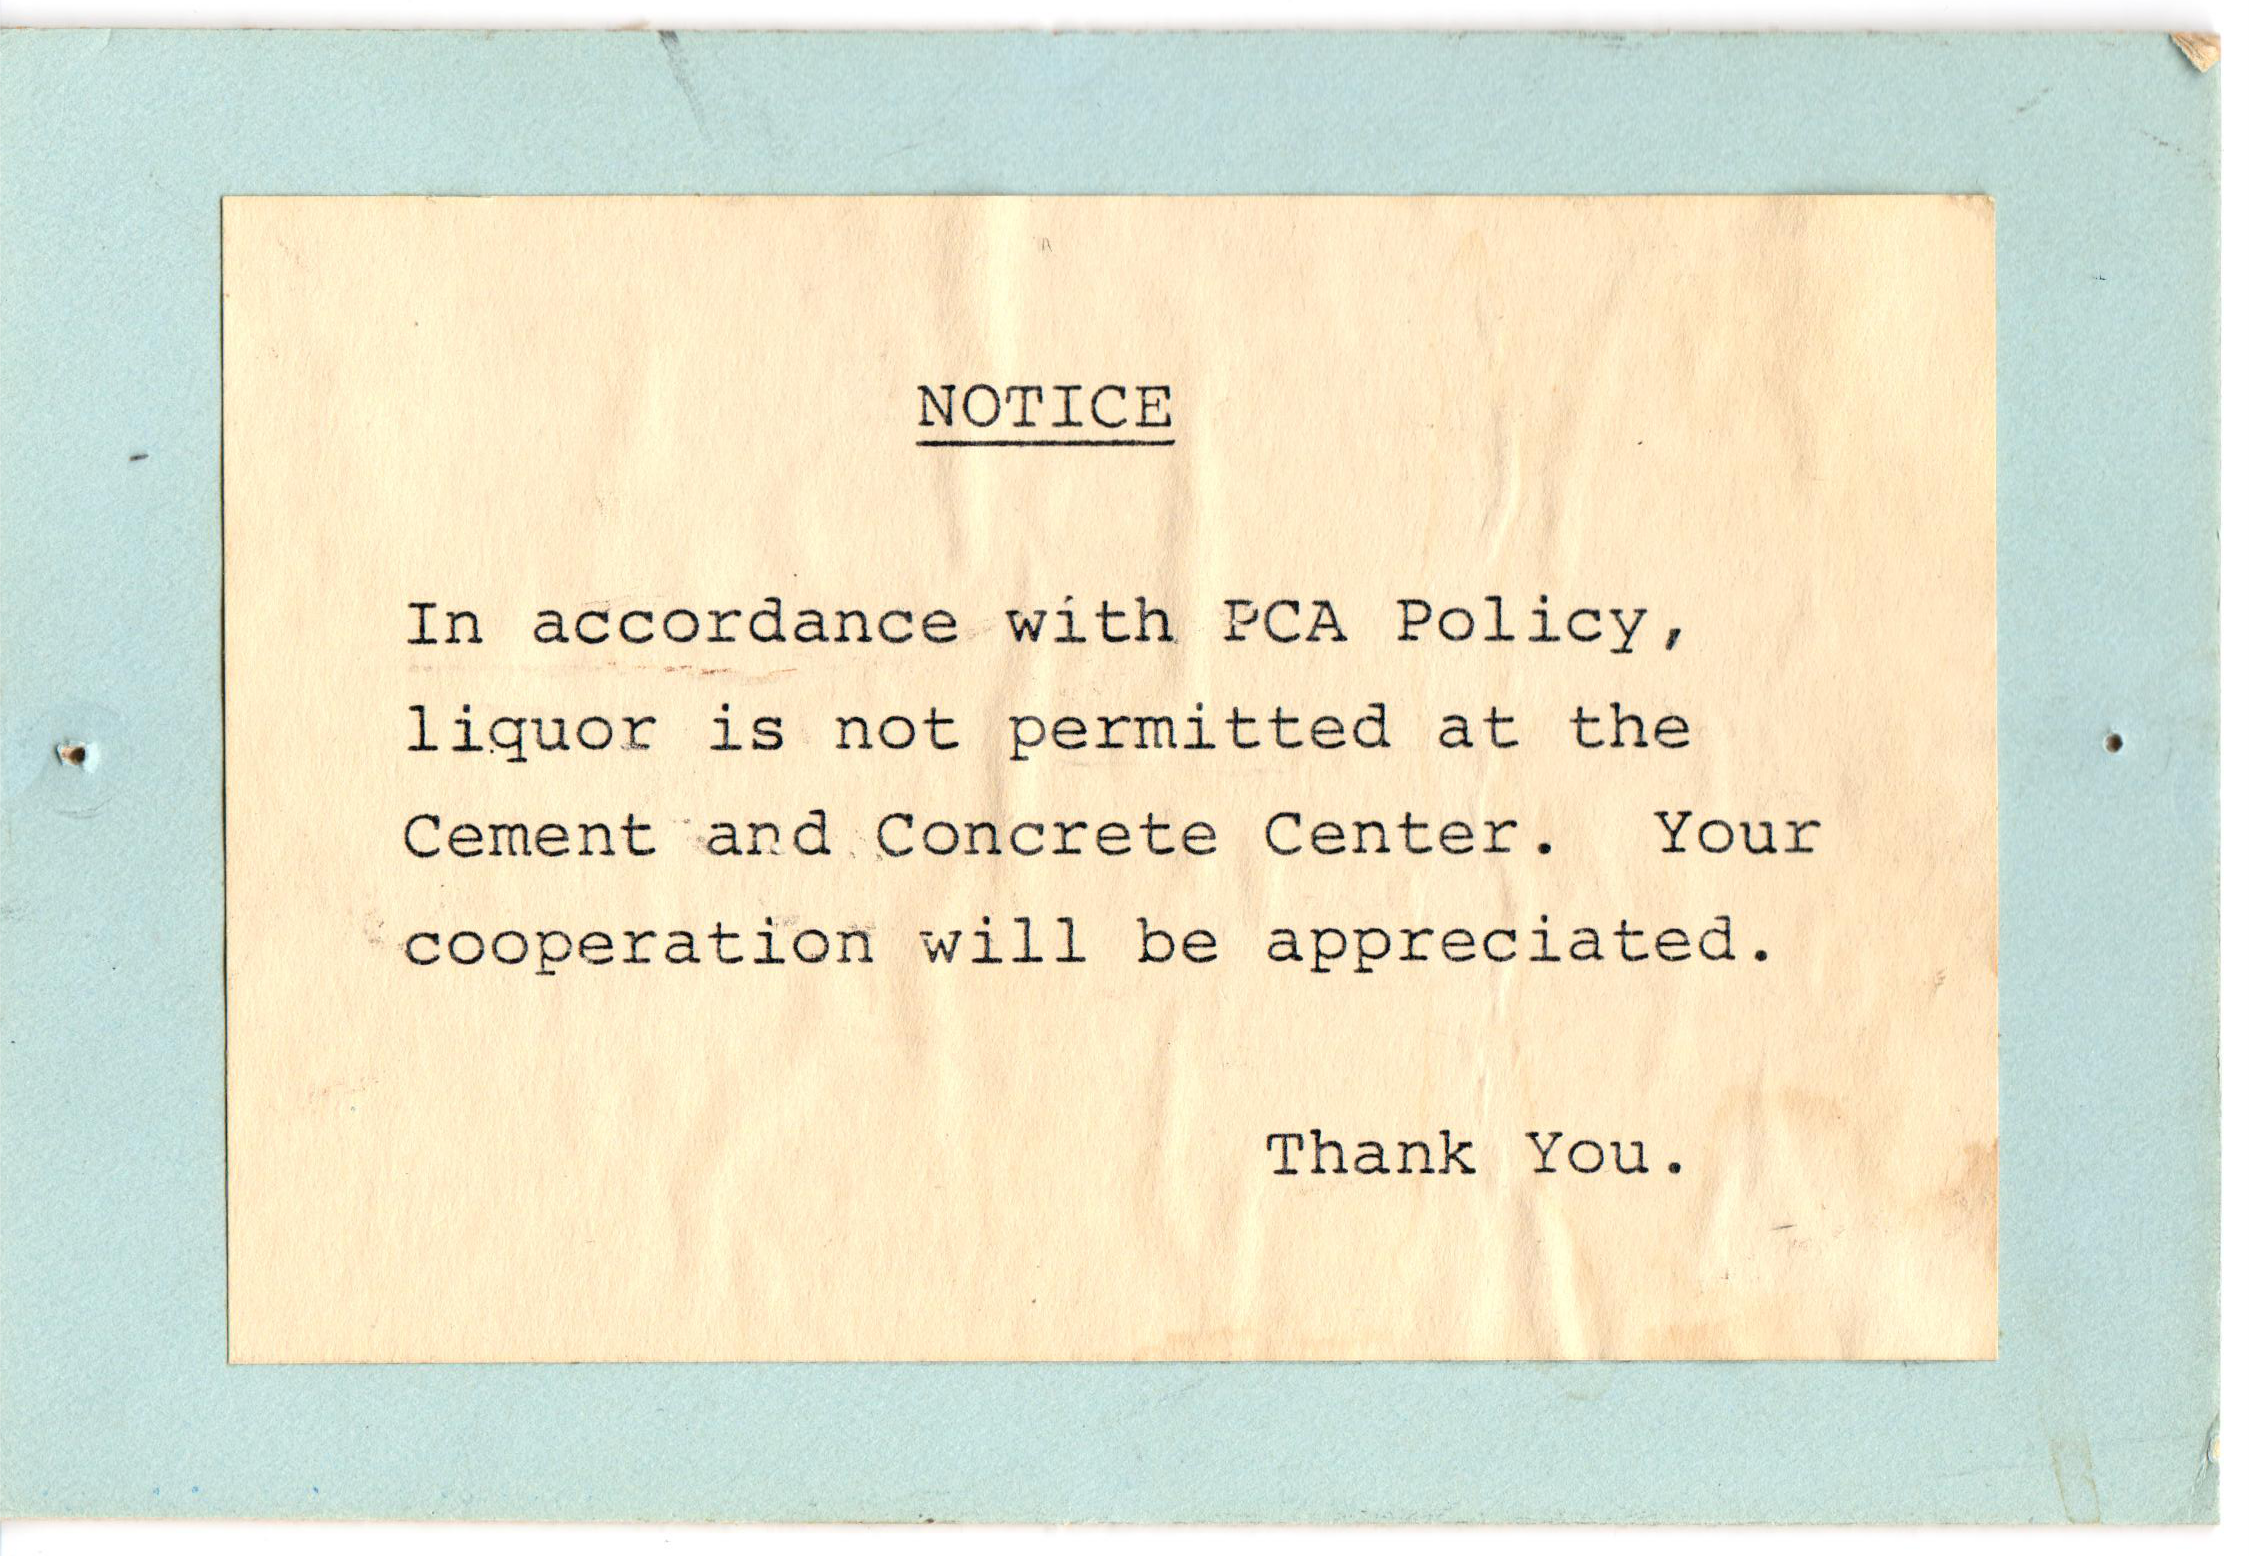 NOTICE
In accordance with PCA Policy,
liquor is not permitted at the
Cement and Concrete Center.  Your
cooperation will be appreciated.
Thank You.